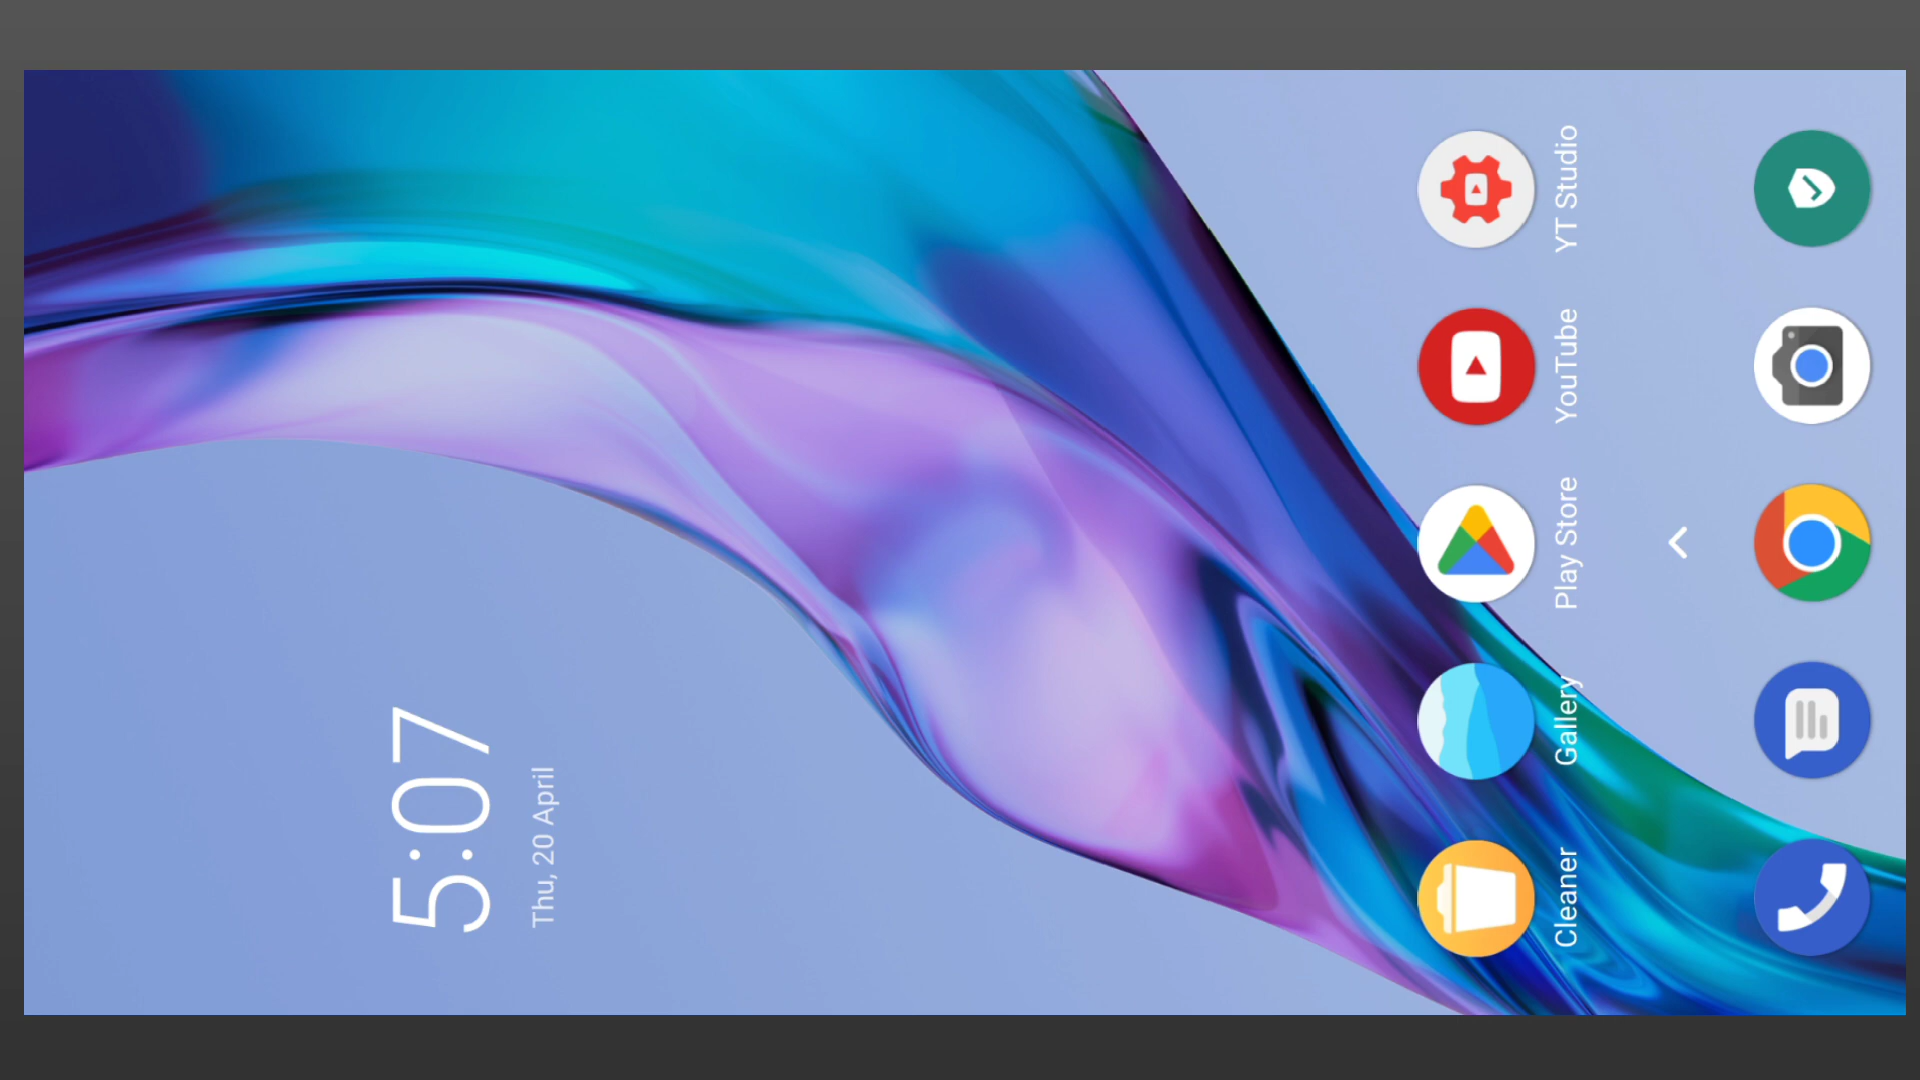 5:07
Thu, 20 April
Cleaner
Gallery
Play Store
YouTube
YT Studio